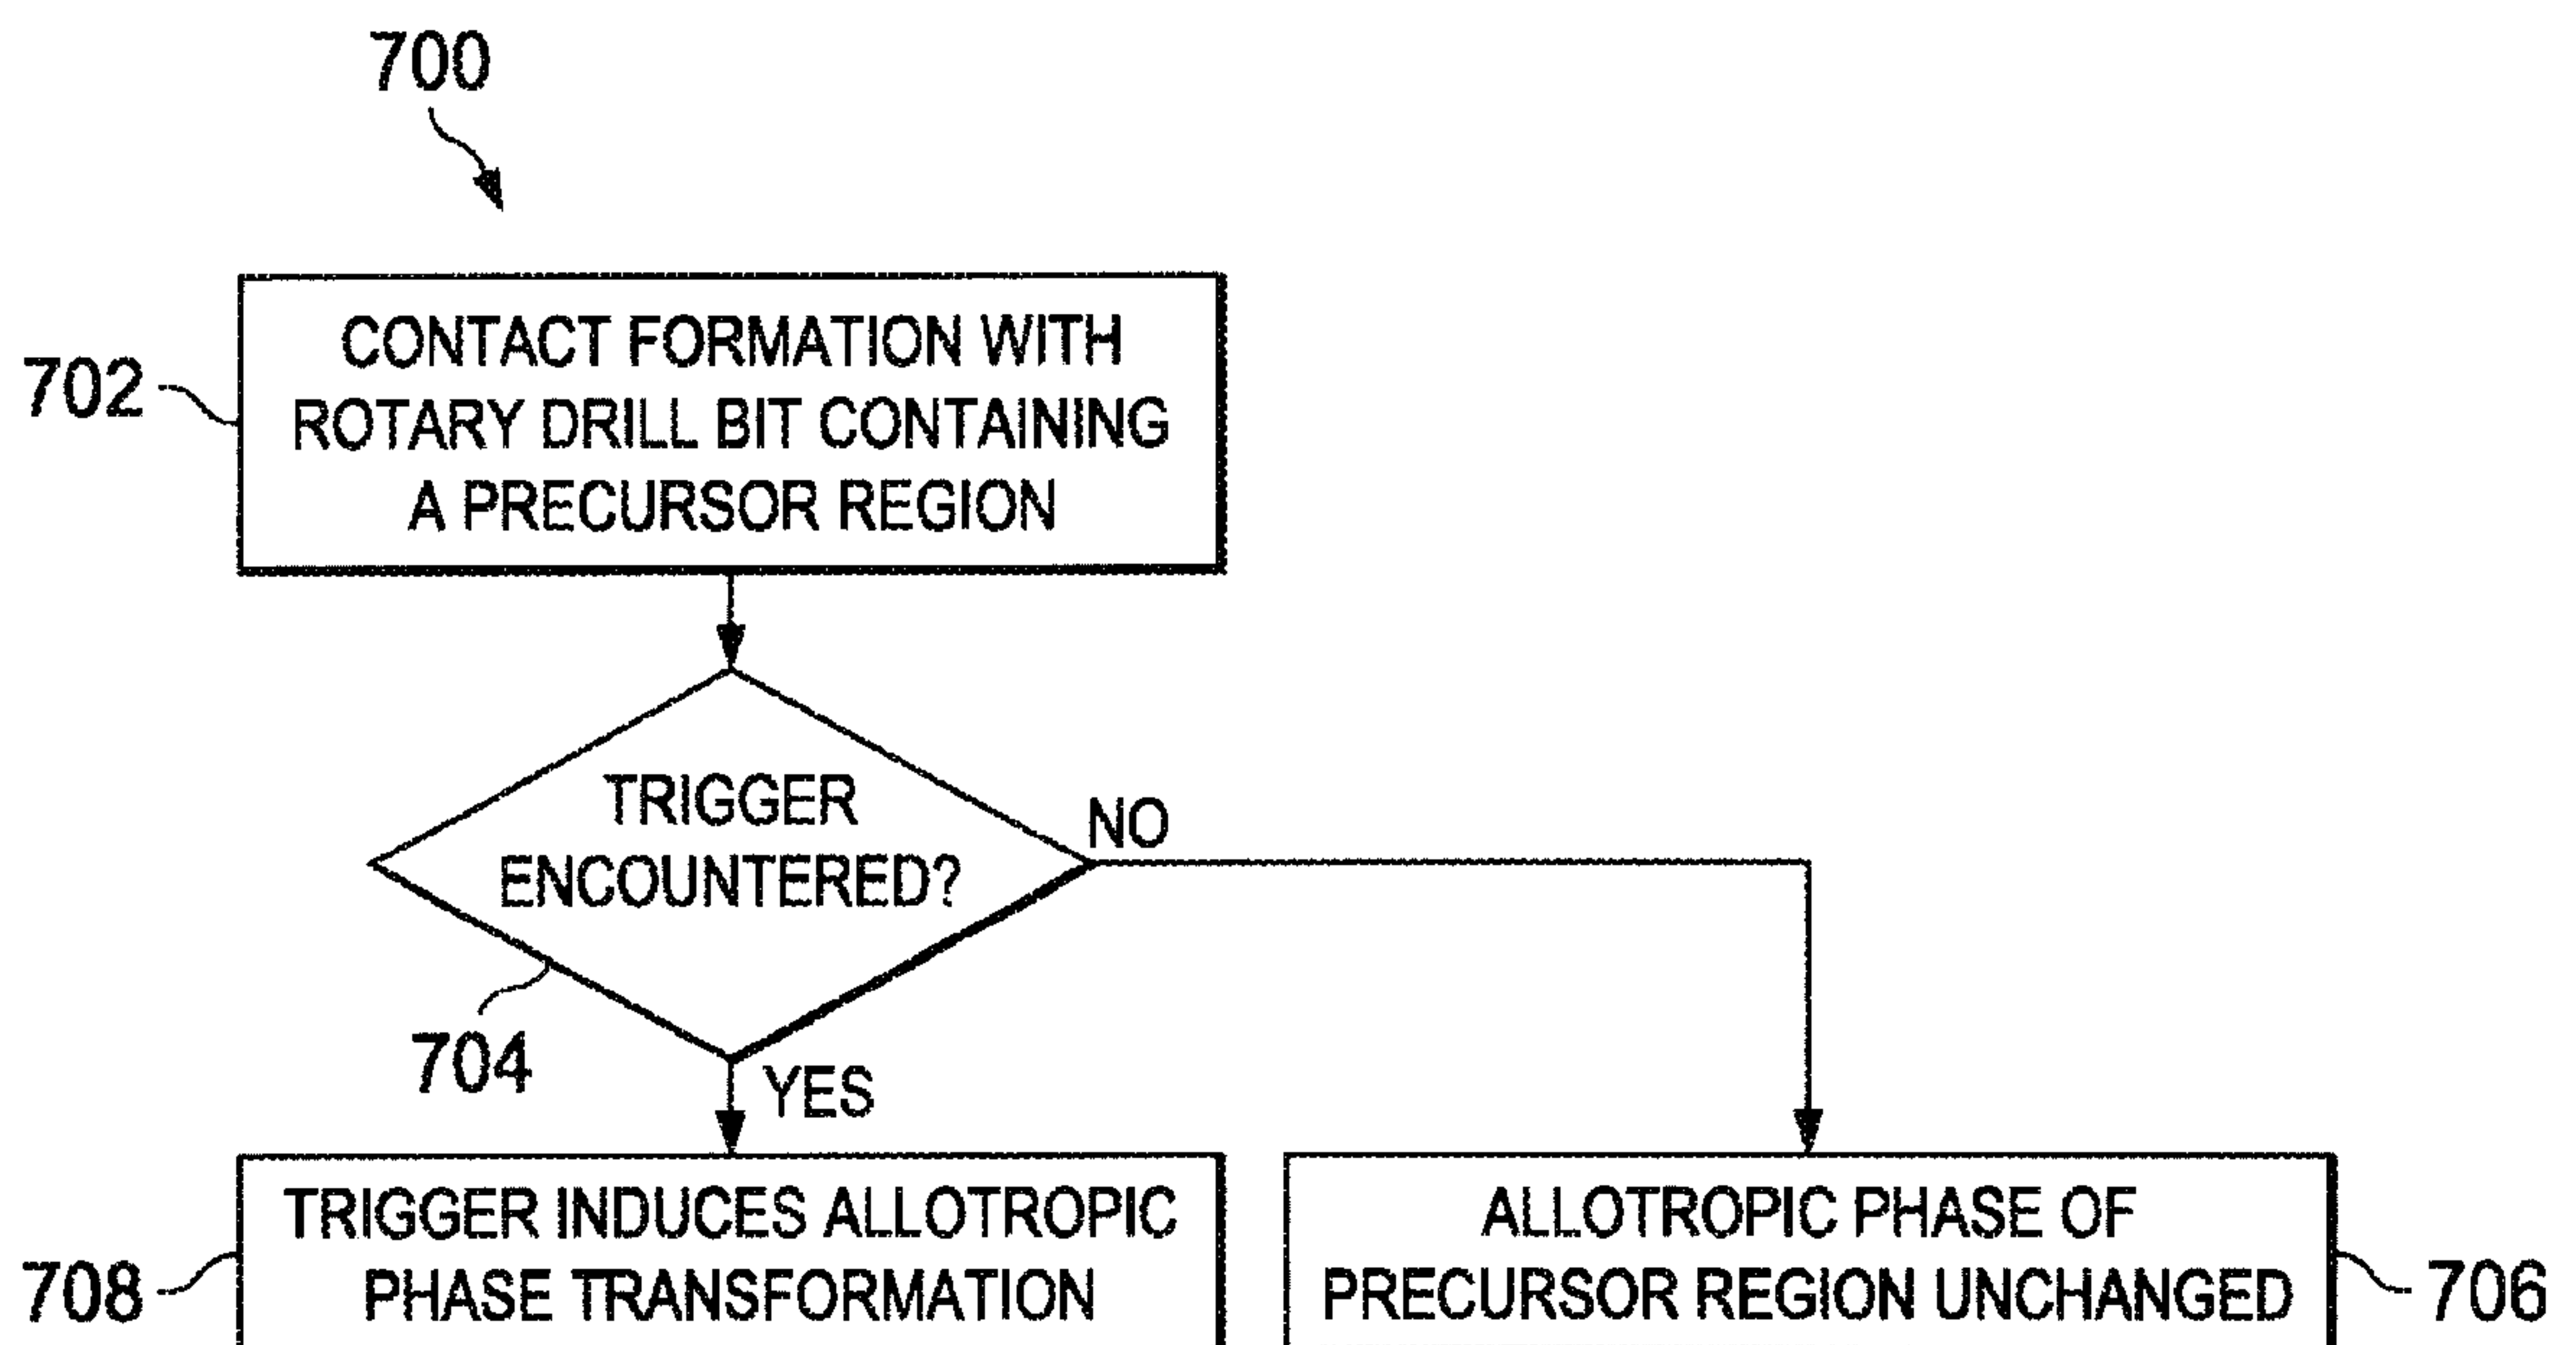 700
702
CONTACT FORMATION WITH
ROTARY DRILL BIT CONTAINING
A PRECURSOR REGION
TRIGGER
ENCOUNTERED?
NO
704
YES
708
TRIGGER INDUCES ALLOTROPIC
PHASE TRANSFORMATION
ALLOTROPIC PHASE OF
PRECURSOR REGION UNCHANGED
706